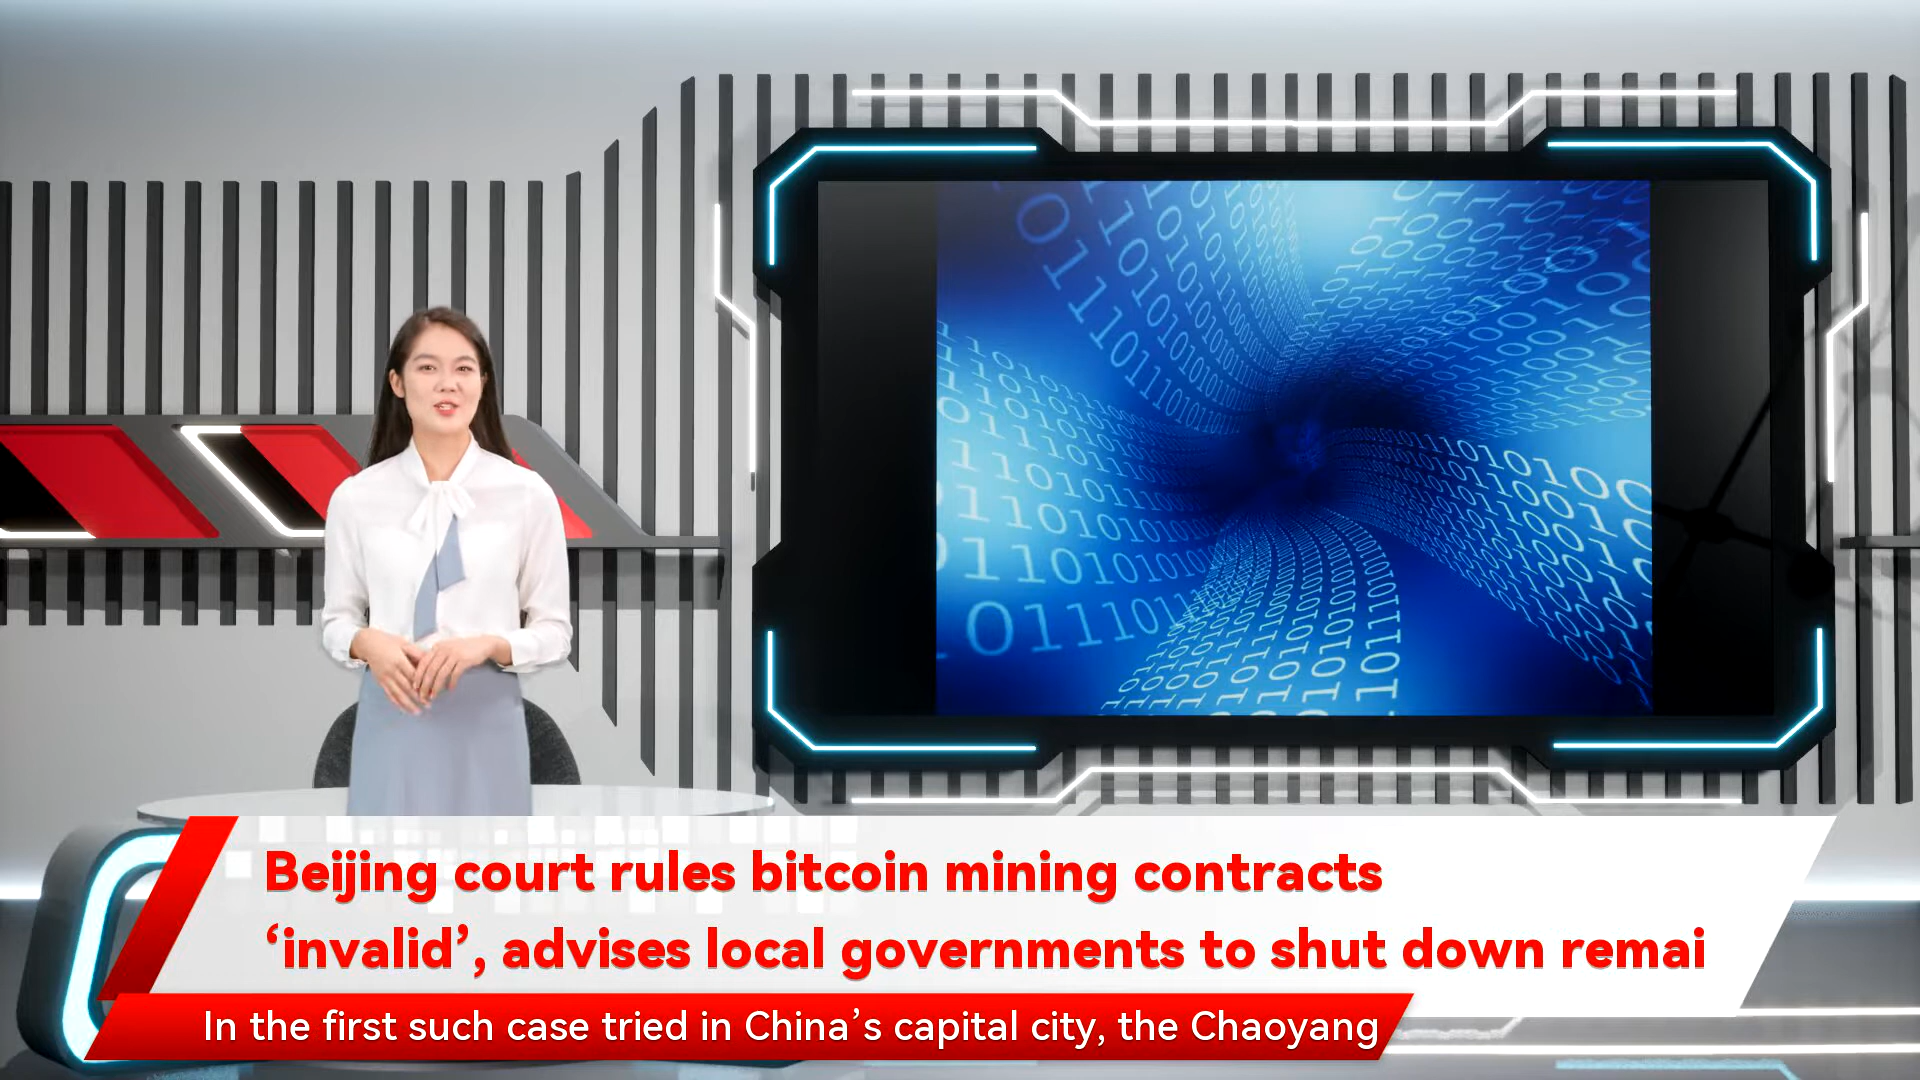 Beijing court rules bitcoin mining contracts
‘invalid’, advises local governments to shut down remai
In the first such case tried in China’s capital city, the Chaoyang